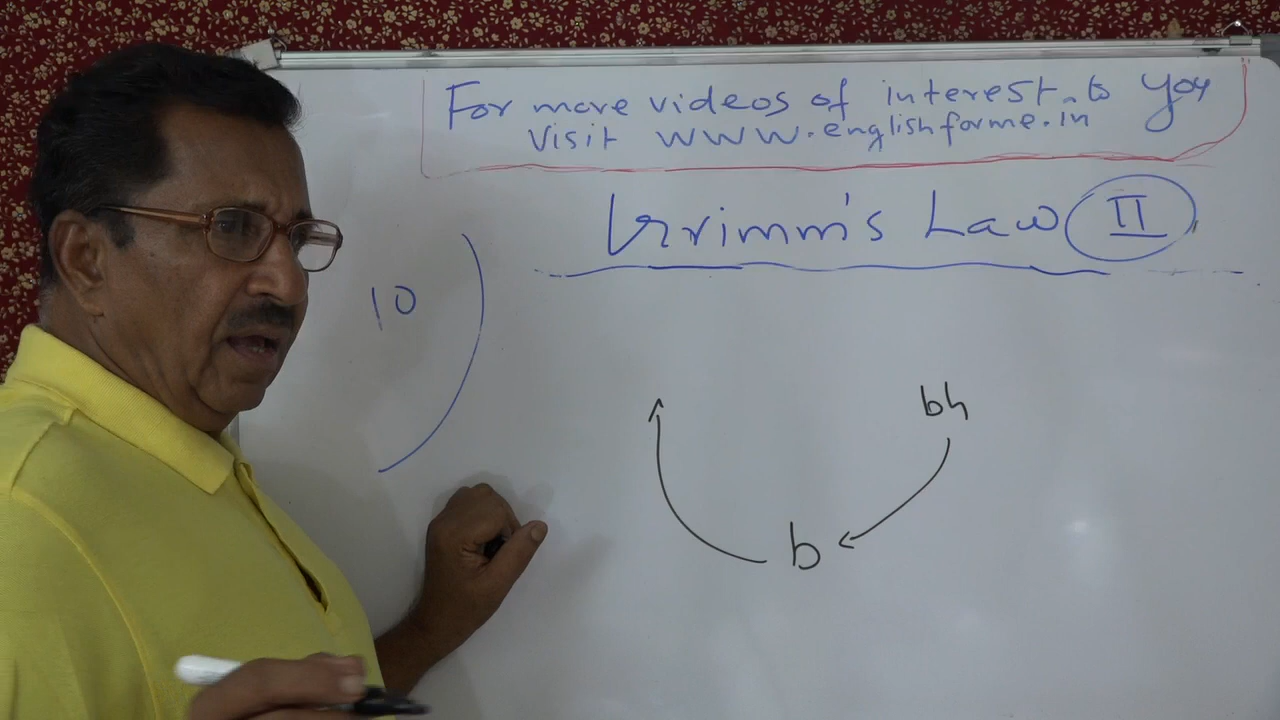 For more videos of interest to you
Visit www.englishforme.in
Grimm's Law II
10
bh
b